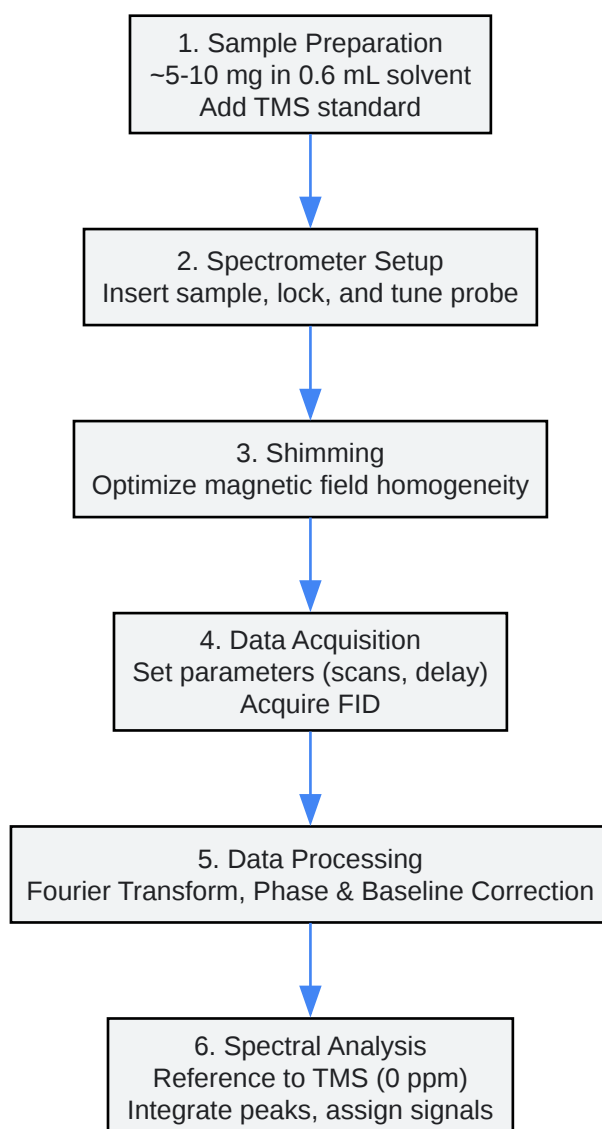 1. Sample Preparation
~5-10 mg in 0.6 mL solvent
Add TMS standard
2. Spectrometer Setup
Insert sample, lock, and tune probe
3. Shimming
Optimize magnetic field homogeneity
4. Data Acquisition
Set parameters (scans, delay)
Acquire FID
5. Data Processing
Fourier Transform, Phase & Baseline Correction
6. Spectral Analysis
Reference to TMS (0 ppm)
Integrate peaks, assign signals